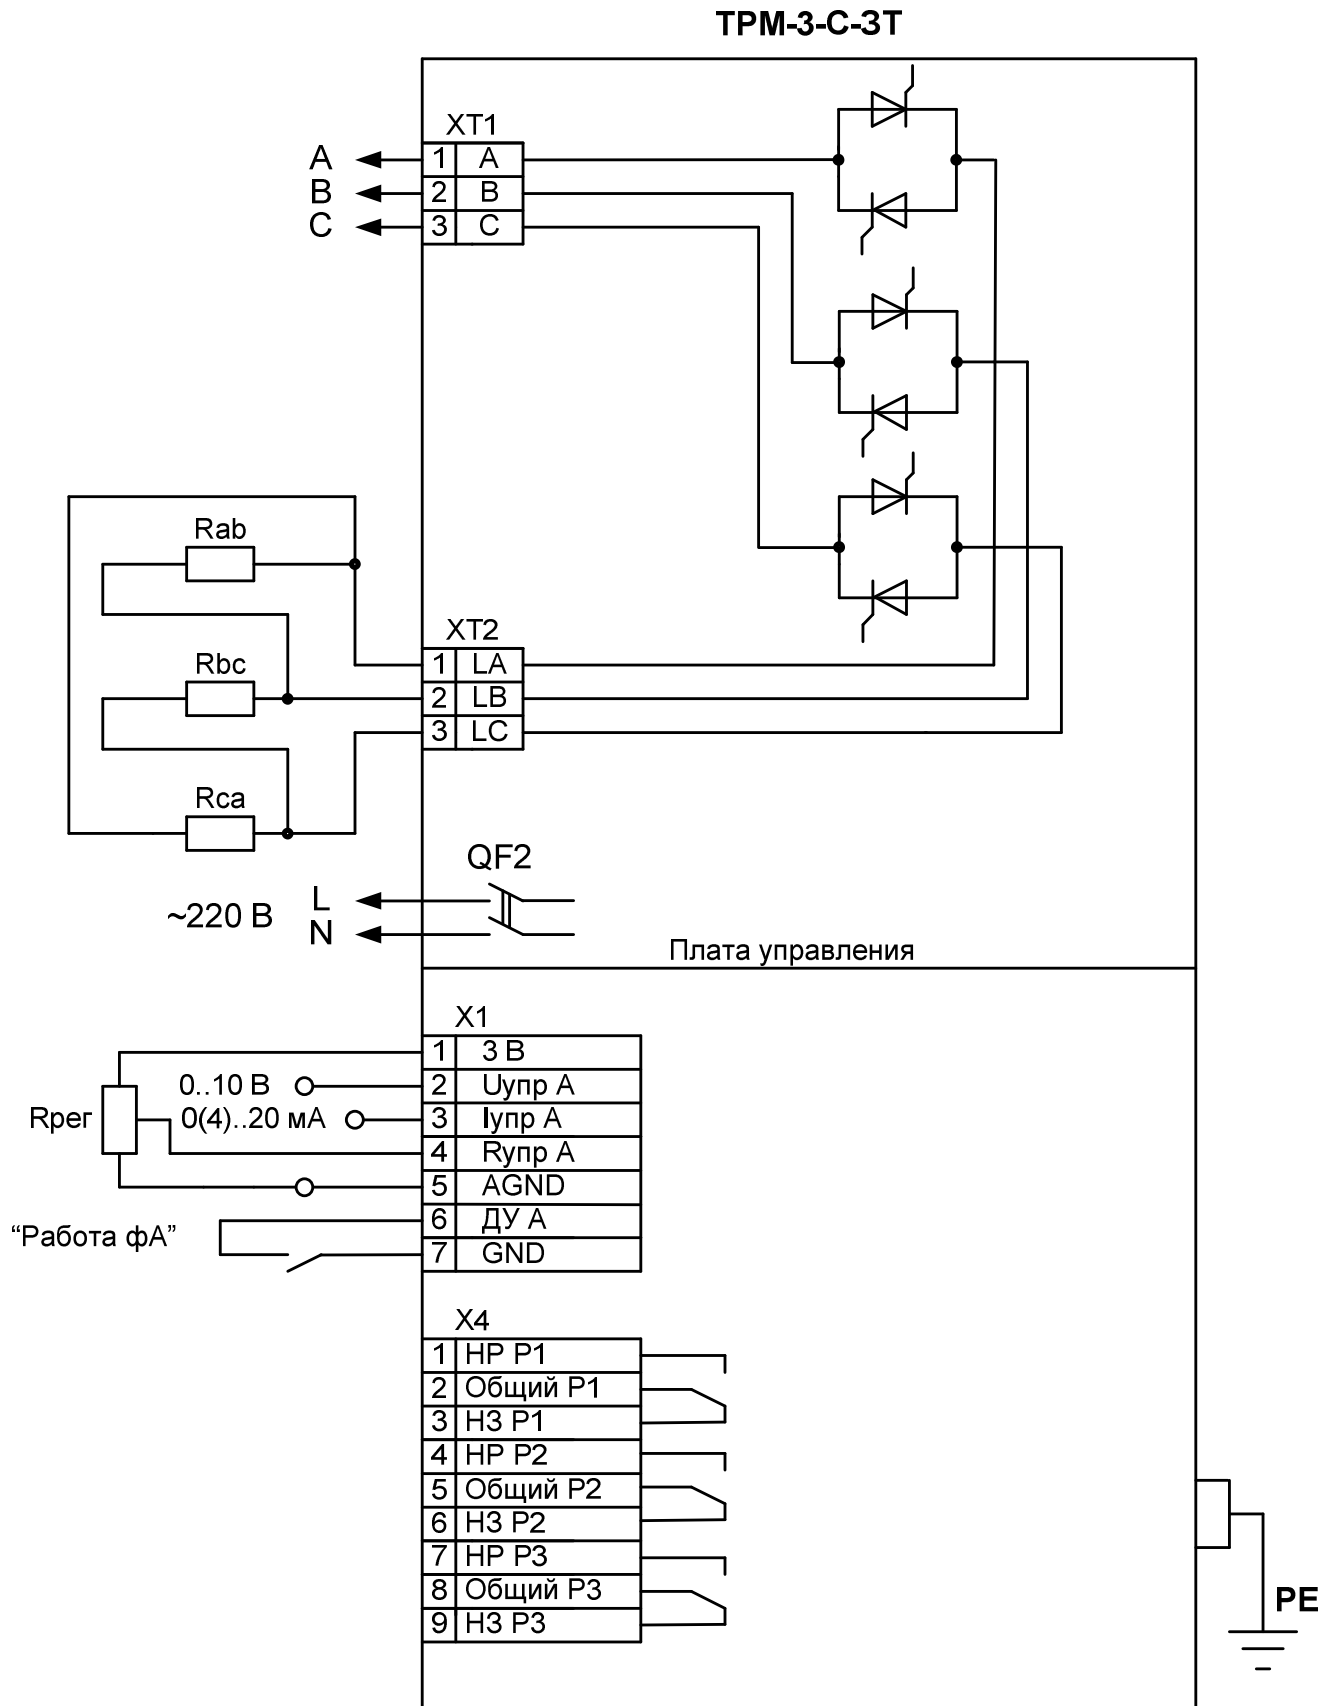 ТРМ-3-С-3Т
XT1
A 1 A
B 2 B
C 3 C
Rab
XT2
Rbc
1 LA
2 LB
3 LC
Rca
QF2
~220 В
L
N
Плата управления
X1
1 3 В
0..10 В 2 Uупр А
Rрег 0(4)..20 мА 3 Iупр А
4 Rупр А
5 AGND
“Работа фА” 6 ДУ А
7 GND
X4
1 НР Р1
2 Общий Р1
3 НЗ Р1
4 НР Р2
5 Общий Р2
6 НЗ Р2
7 НР Р3
8 Общий Р3
9 НЗ Р3
PE